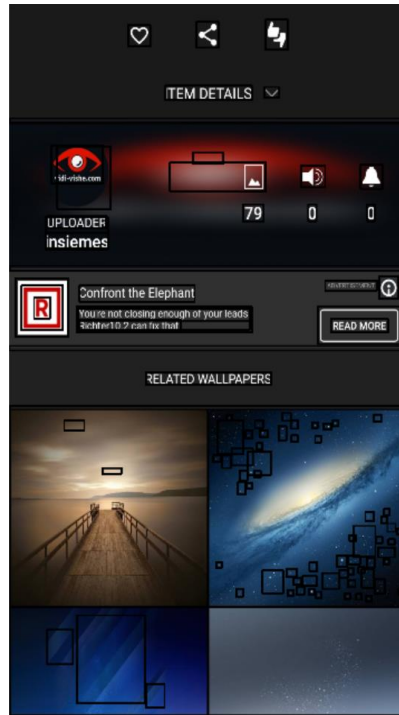 ITEM DETAILS
idi-vishe.com
79
0
0
UPLOADER
insiemes
Confront the Elephant
ADVERTISEMENT
You're not closing enough of your leads
Richter10.2 can fix that
R
READ MORE
RELATED WALLPAPERS